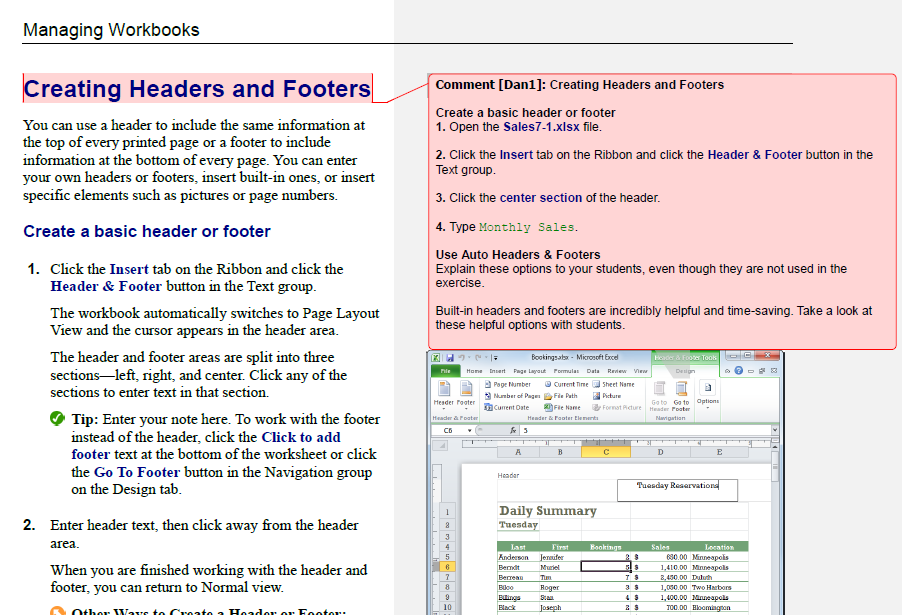 Managing Workbooks
Creating Headers and Footers
You can use a header to include the same information at
the top of every printed page or a footer to include
information at the bottom of every page. You can enter
your own headers or footers, insert built-in ones, or insert
specific elements such as pictures or page numbers.
Create a basic header or footer
1. Click the Insert tab on the Ribbon and click the
Header & Footer button in the Text group.
The workbook automatically switches to Page Layout
View and the cursor appears in the header area.
The header and footer areas are split into three
sections—left, right, and center. Click any of the
sections to enter text in that section.
Tip: Enter your note here. To work with the footer
instead of the header, click the Click to add
footer text at the bottom of the worksheet or click
the Go To Footer button in the Navigation group
on the Design tab.
2. Enter header text, then click away from the header
area.
When you are finished working with the header and
footer, you can return to Normal view.
Other Ways to Create a Header or Footer:
Comment [Dan1]: Creating Headers and Footers
Create a basic header or footer
1. Open the Sales7-1.xlsx file.
2. Click the Insert tab on the Ribbon and click the Header & Footer button in the
Text group.
3. Click the center section of the header.
4. Type Monthly Sales.
Use Auto Headers & Footers
Explain these options to your students, even though they are not used in the
exercise.
Built-in headers and footers are incredibly helpful and time-saving. Take a look at
these helpful options with students.
Bookings.xlsx - Microsoft Excel Header & Footer Tools
File Home Insert Page Layout Formulas Data Review View Design
Page Number Current Time Sheet Name
Number of Pages File Path Picture
Current Date File Name Format Picture
Header Footer Go to Header Go to Footer Options
Header & Footer Header & Footer Elements Navigation
C6 fx 5
A B C D E
Header
Tuesday Reservations
1 Daily Summary
2 Tuesday
3
4 Last First Bookings Sales Location
5 Anderson Jennifer 2 $ 630.00 Minneapolis
6 Berndt Muriel 5 $ 1,410.00 Minneapolis
7 Berreau Tim 7 $ 2,450.00 Duluth
8 Biloo Roger 3 $ 1,050.00 Two Harbors
9 Billings Stan 4 $ 1,400.00 Minneapolis
10 Black Joseph 2 $ 700.00 Bloomington